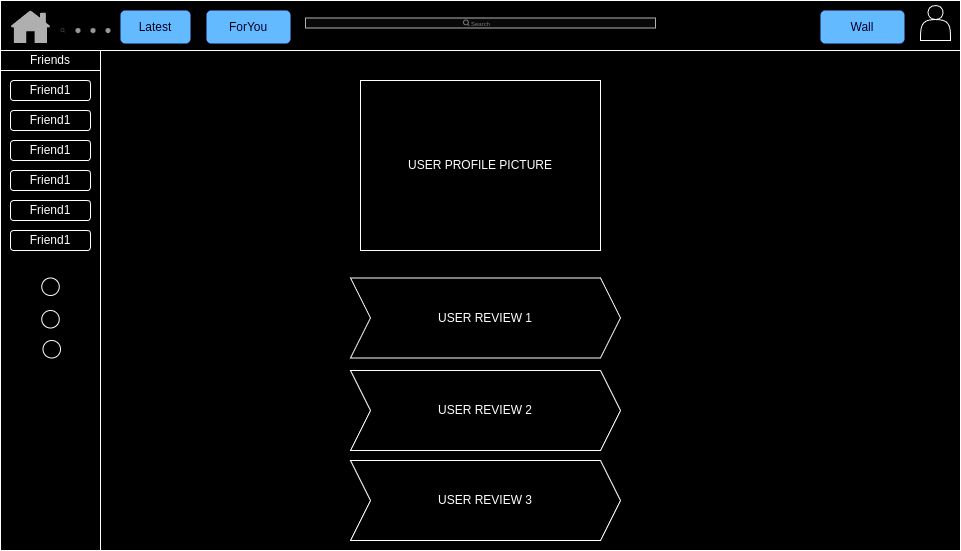 Latest
ForYou
Search
Wall
Friends
Friend1
Friend1
Friend1
Friend1
Friend1
Friend1
USER PROFILE PICTURE
USER REVIEW 1
USER REVIEW 2
USER REVIEW 3